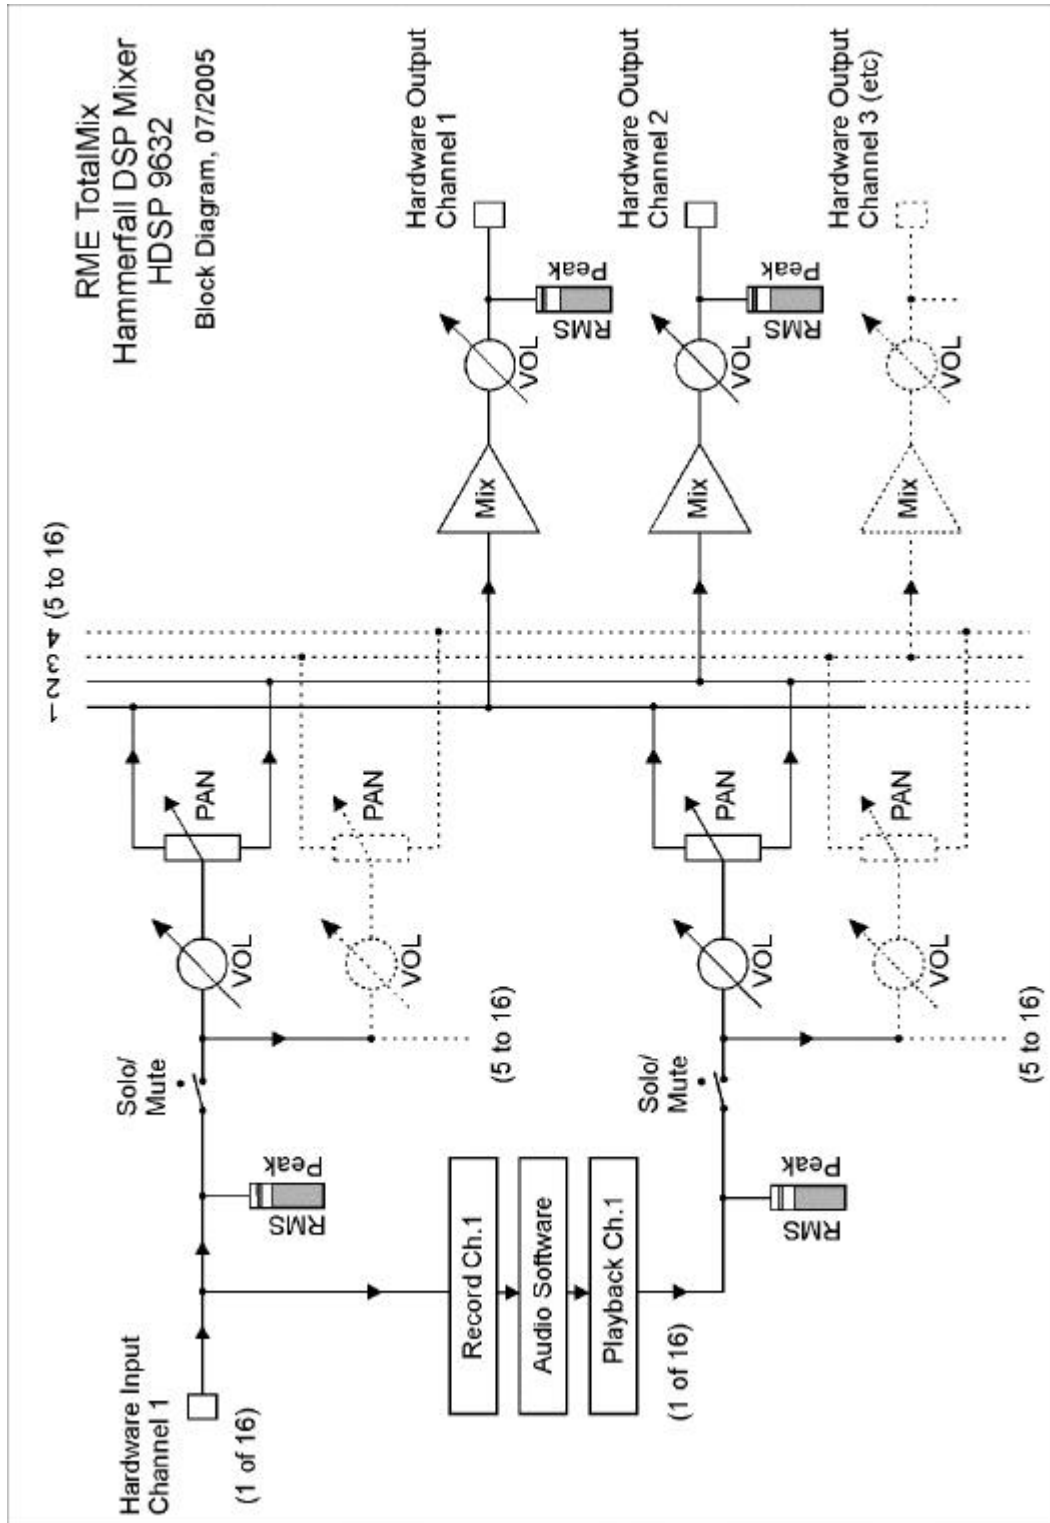 RME TotalMix
Hammerfall DSP Mixer
HDSP 9632
Block Diagram, 07/2005
Hardware Input
Channel 1
(1 of 16)
RMS
Peak
Solo/
Mute
VOL
PAN
(5 to 16)
VOL
PAN
1 2 3 4 (5 to 16)
Mix
VOL
RMS
Peak
Hardware Output
Channel 1
Record Ch.1
Audio Software
Playback Ch.1
(1 of 16)
RMS
Peak
Solo/
Mute
VOL
PAN
(5 to 16)
VOL
PAN
Mix
VOL
RMS
Peak
Hardware Output
Channel 2
Mix
VOL
Hardware Output
Channel 3 (etc)